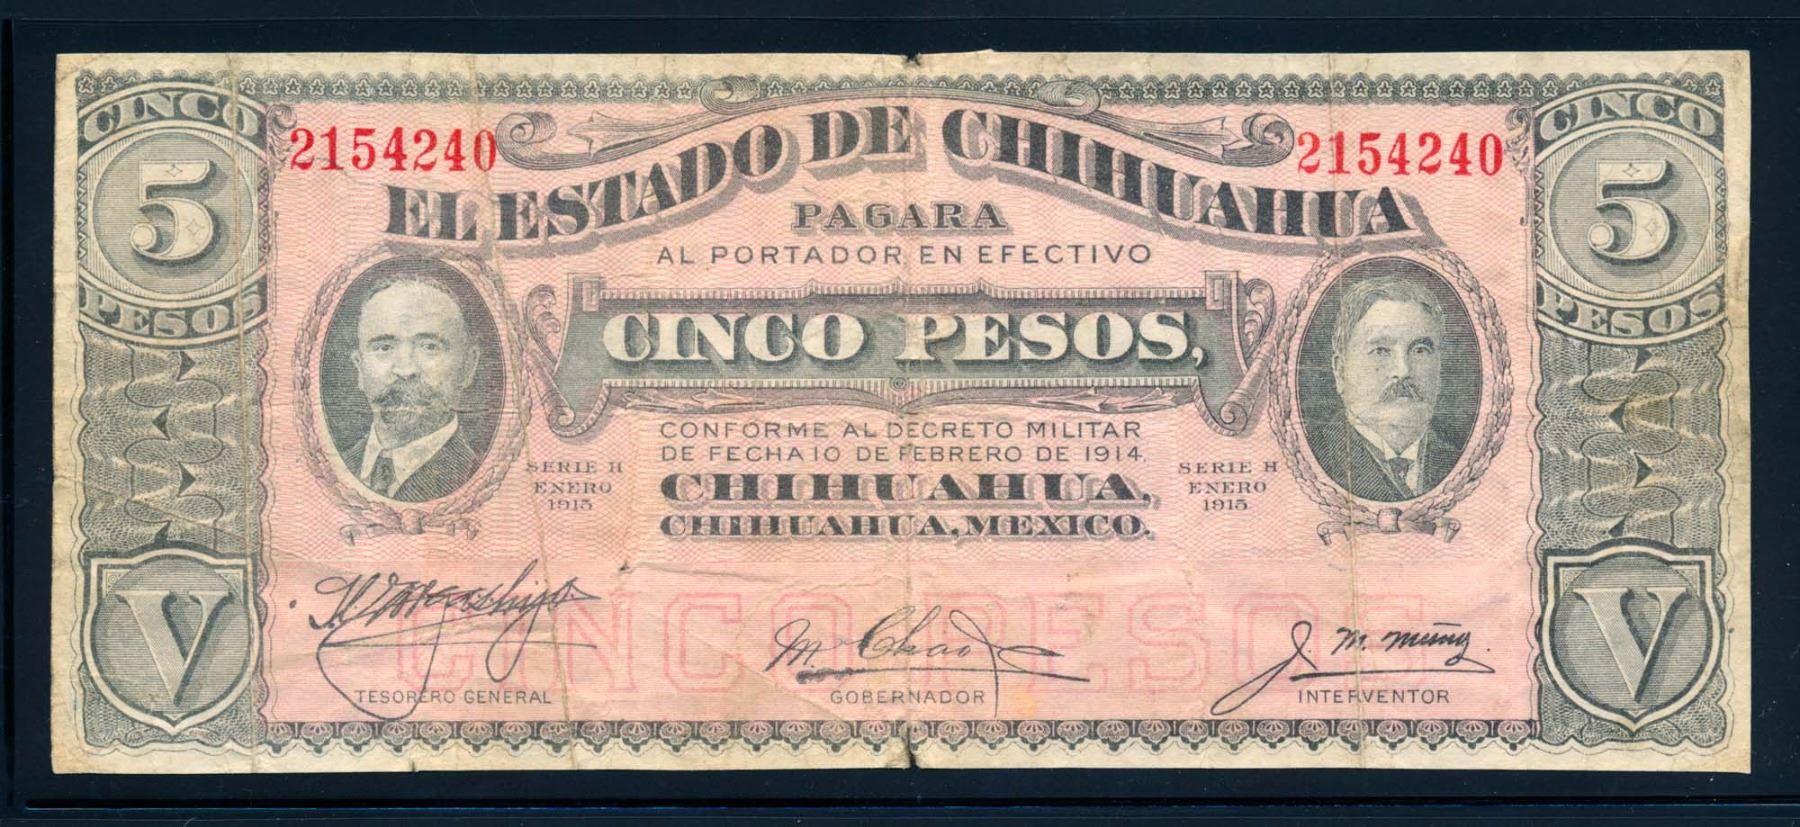 CINCO
5
PESOS
2154240
EL ESTADO DE CHIHUAHUA
2154240
CINCO
5
PESOS
PAGARA
AL PORTADOR EN EFECTIVO
CINCO PESOS,
CONFORME AL DECRETO MILITAR
DE FECHA 10 DE FEBRERO DE 1914.
CHIHUAHUA,
CHIHUAHUA, MEXICO.
SERIE H
ENERO
1915
SERIE H
ENERO
1915
CINCO PESOS
V
M. Chao
J. M. Muñoz
V
TESORERO GENERAL
GOBERNADOR
INTERVENTOR